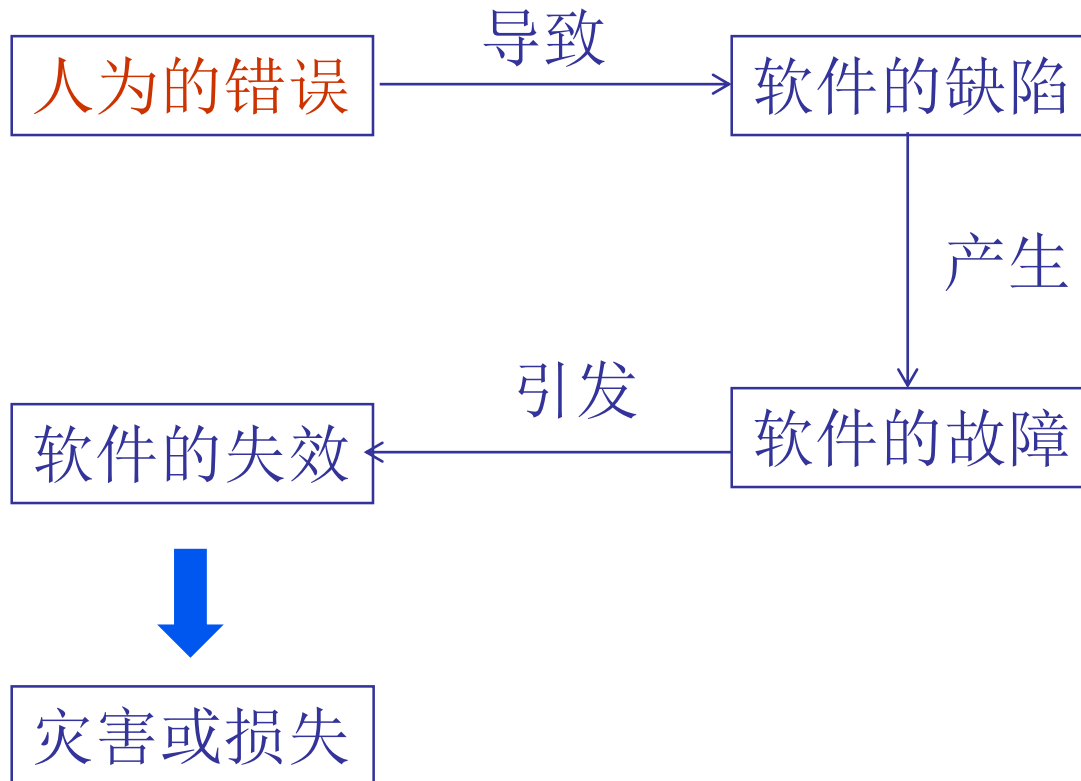 人为的错误
导致
软件的缺陷
产生
软件的故障
引发
软件的失效
灾害或损失